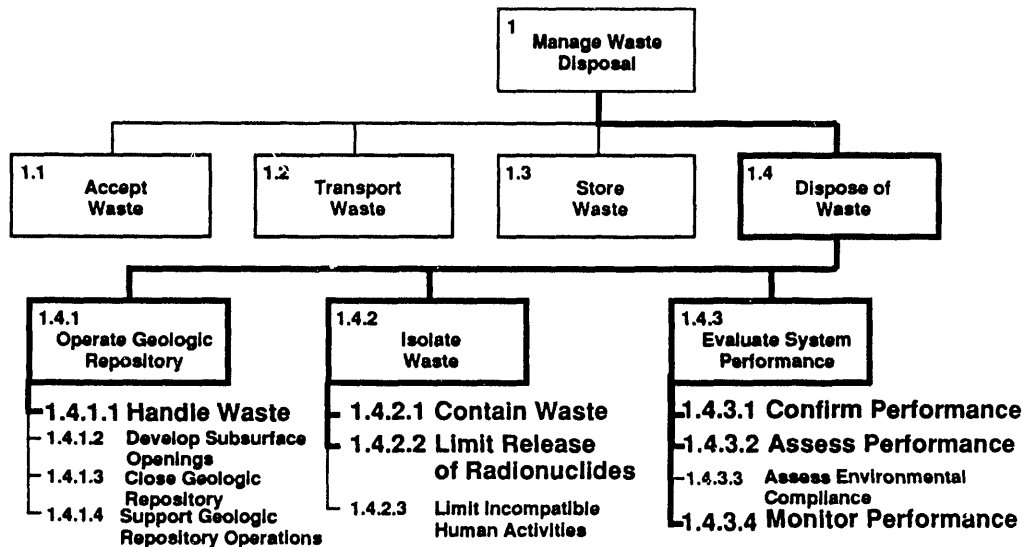 1
Manage Waste
Disposal
1.1
Accept
Waste
1.2
Transport
Waste
1.3
Store
Waste
1.4
Dispose of
Waste
1.4.1
Operate Geologic
Repository
1.4.1.1 Handle Waste
1.4.1.2 Develop Subsurface
Openings
1.4.1.3 Close Geologic
Repository
1.4.1.4 Support Geologic
Repository Operations
1.4.2
Isolate
Waste
1.4.2.1 Contain Waste
1.4.2.2 Limit Release
of Radionuclides
1.4.2.3 Limit Incompatible
Human Activities
1.4.3
Evaluate System
Performance
1.4.3.1 Confirm Performance
1.4.3.2 Assess Performance
1.4.3.3 Assess Environmental
Compliance
1.4.3.4 Monitor Performance